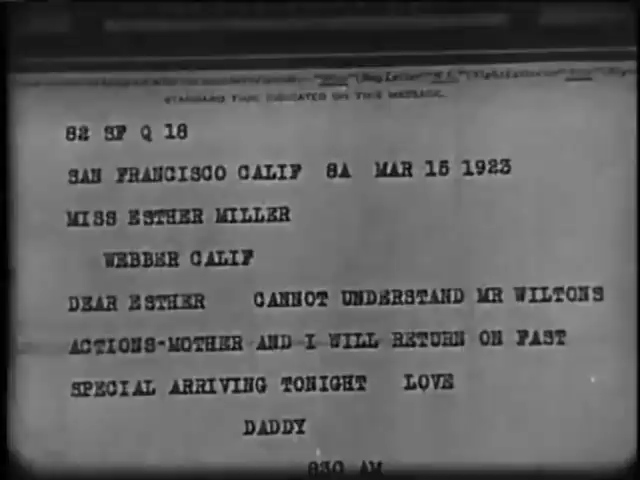 STANDARD TIME INDICATED ON THIS MESSAGE.
82 SF Q 18
SAN FRANCISCO CALIF 8A MAR 15 1923
MISS ESTHER MILLER
WEBBER CALIF
DEAR ESTHER CANNOT UNDERSTAND MR WILTONS
ACTIONS-MOTHER AND I WILL RETURN ON FAST
SPECIAL ARRIVING TONIGHT LOVE
DADDY
830 AM